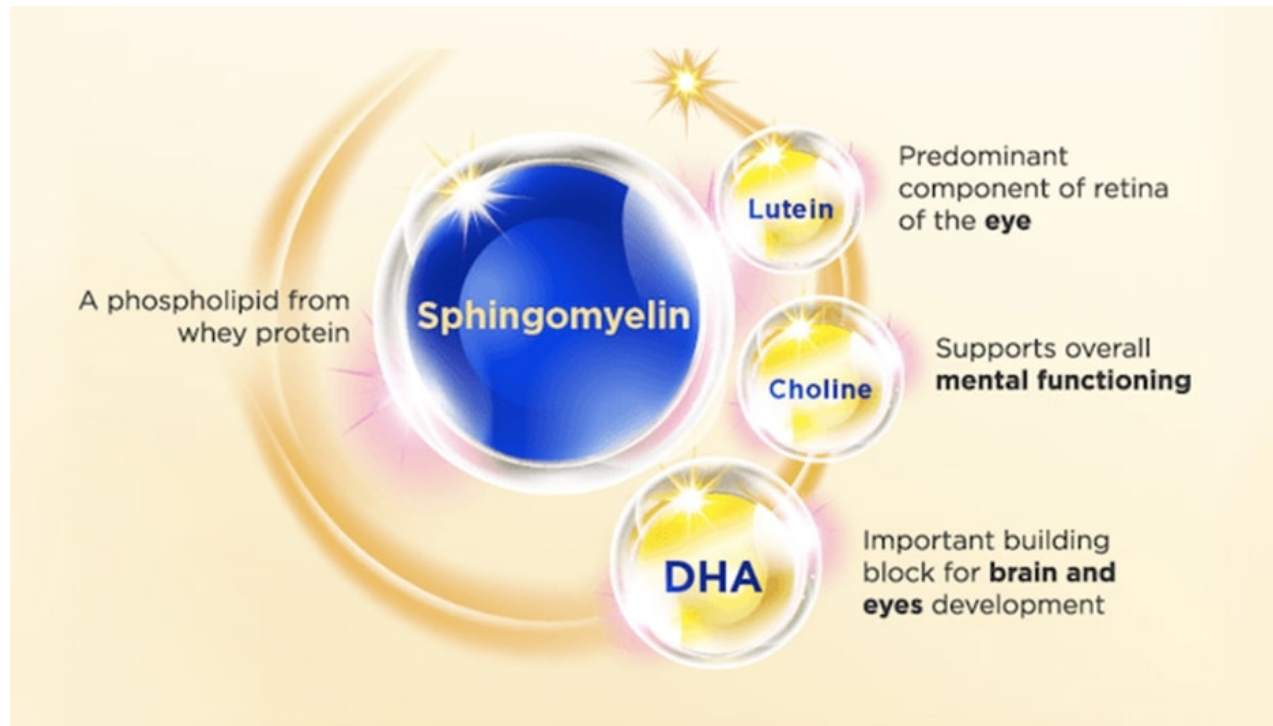 A phospholipid from
whey protein
Sphingomyelin
Lutein
Predominant
component of retina
of the eye
Choline
Supports overall
mental functioning
DHA
Important building
block for brain and
eyes development